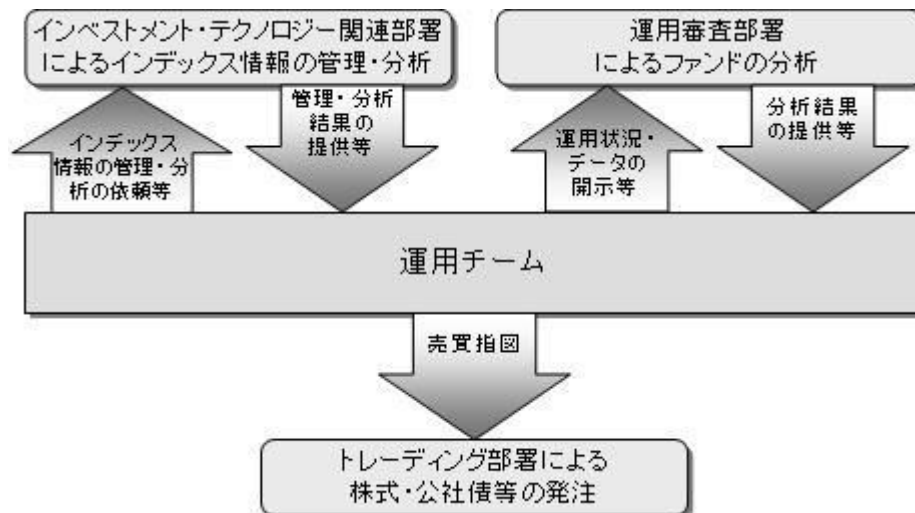 インベストメント・テクノロジー関連部署
によるインデックス情報の管理・分析
運用審査部署
によるファンドの分析
インデックス
情報の管理・分
析の依頼等
管理・分析
結果の
提供等
運用状況・
データの
開示等
分析結果
の提供等
運用チーム
売買指図
トレーディング部署による
株式・公社債等の発注